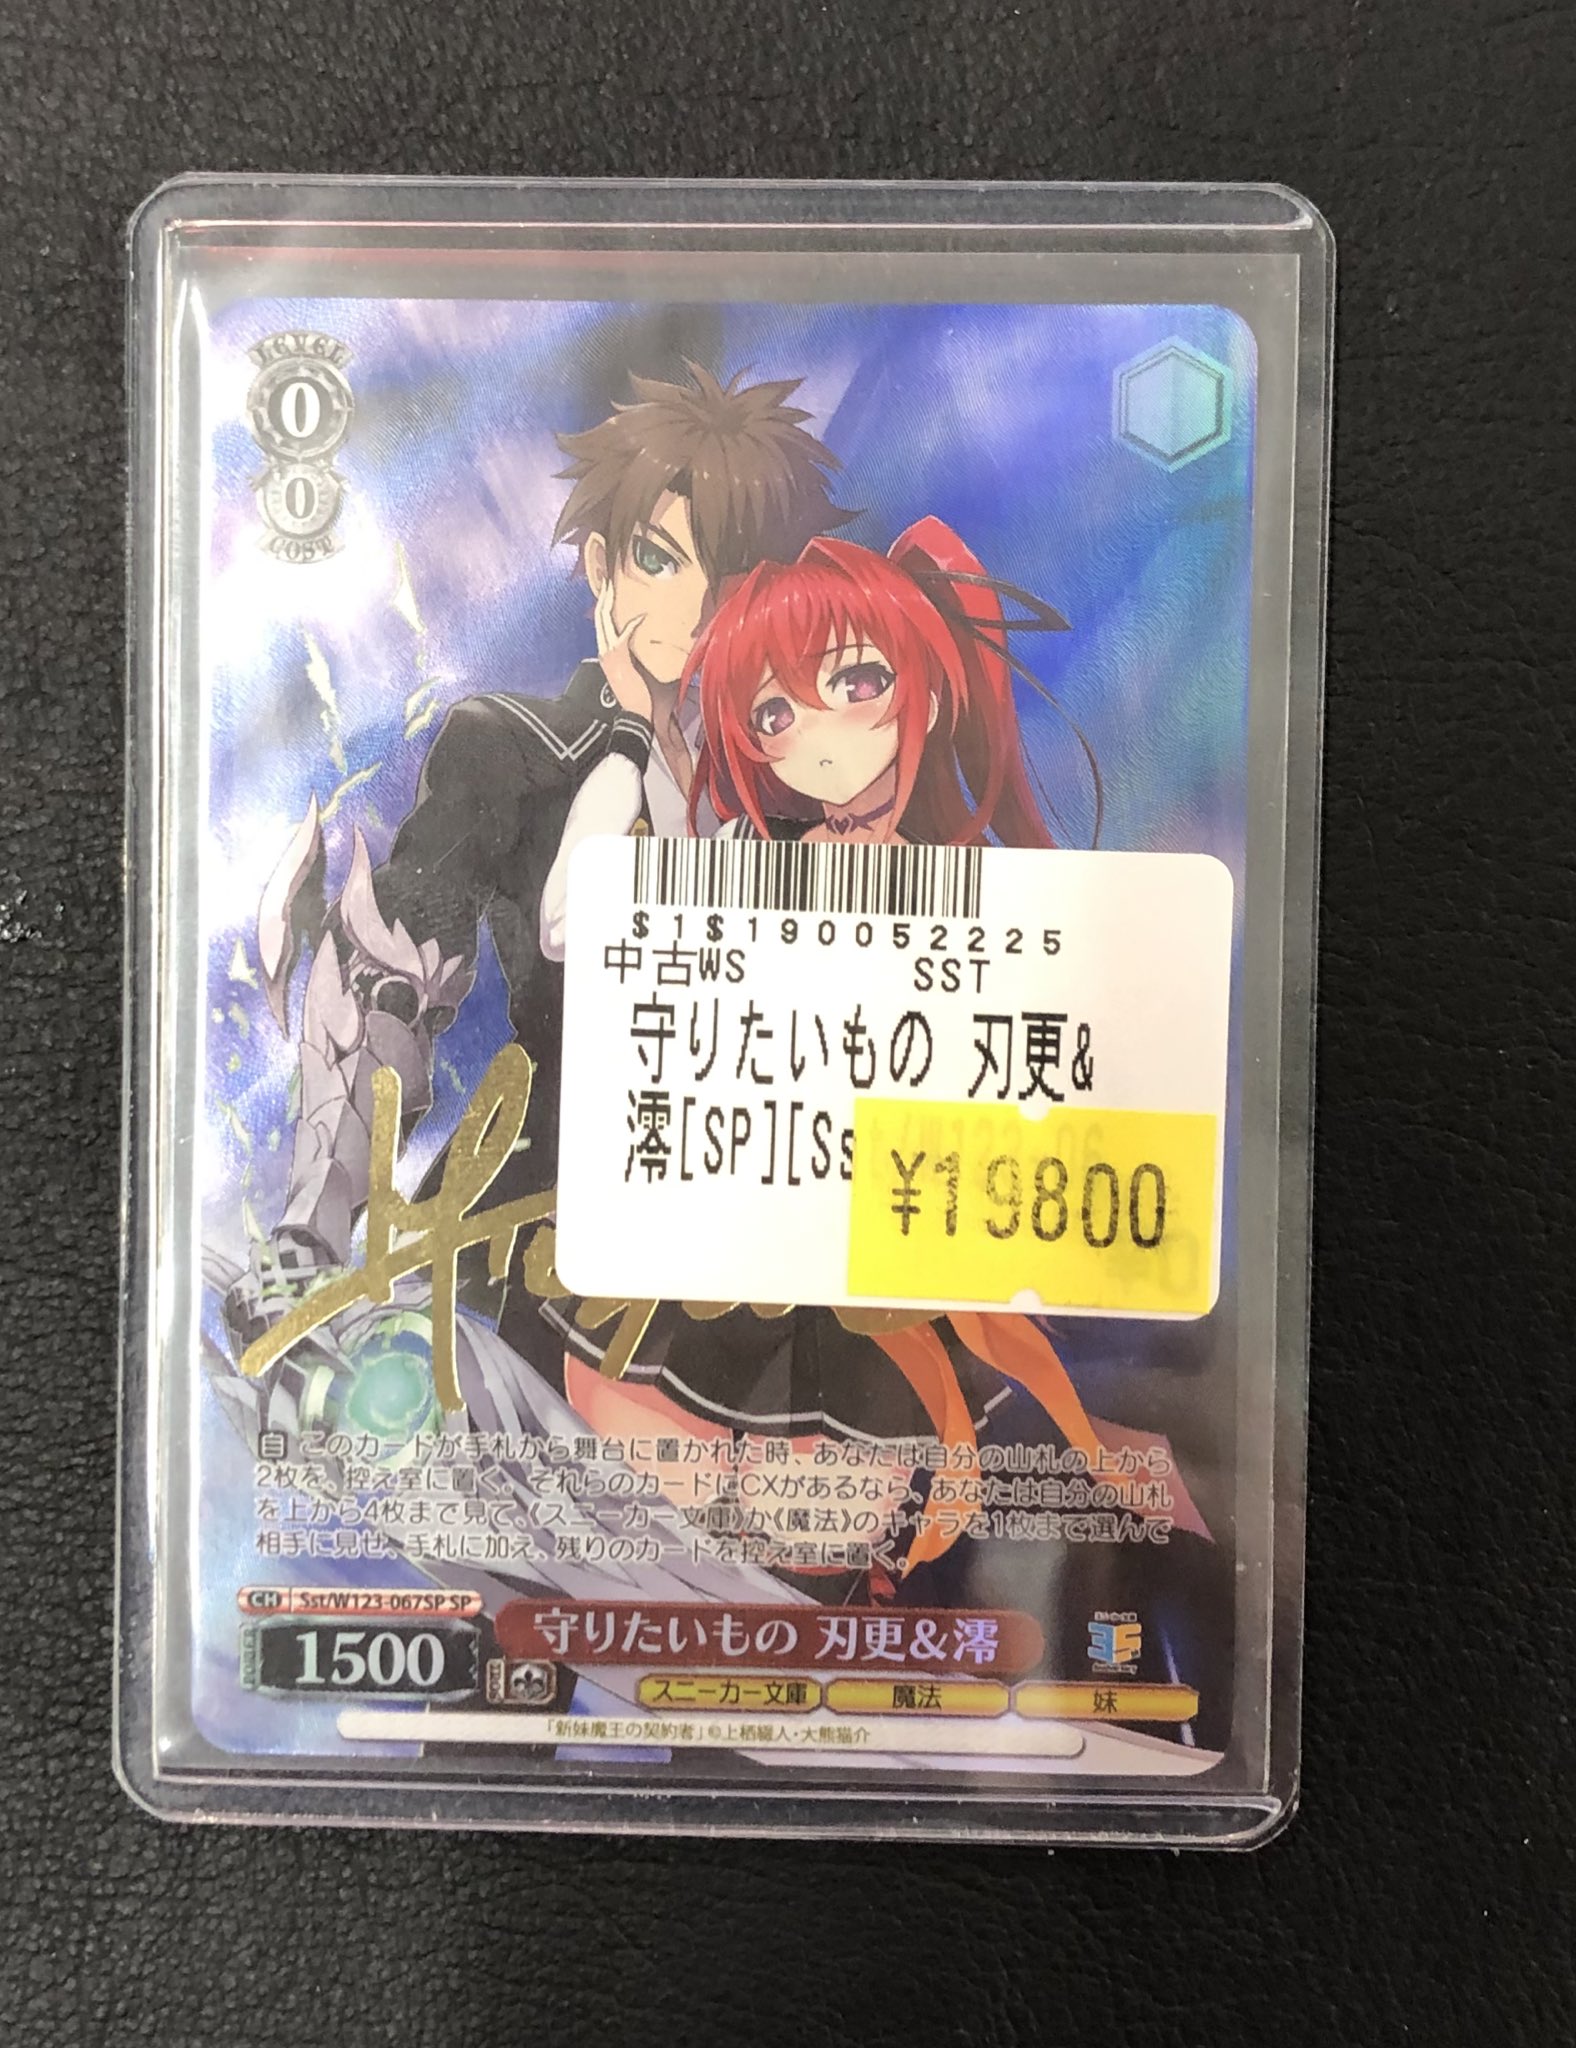 LEVEL
0
0
COST
$1$190052225
中古WS SST
守りたいもの 刃更&
澪[SP][Ss
¥19800
自 このカードが手札から舞台に置かれた時、あなたは自分の山札の上から
2枚を、控え室に置く。それらのカードにCXがあるなら、あなたは自分の山札
を上から4枚まで見て、《スニーカー文庫》か《魔法》のキャラを1枚まで選んで
相手に見せ、手札に加え、残りのカードを控え室に置く。
CH Sst/W123-067SP SP
POWER 1500
守りたいもの 刃更&澪
SOUL
スニーカー文庫 魔法 妹
「新妹魔王の契約者」©上栖綴人・大熊猫介